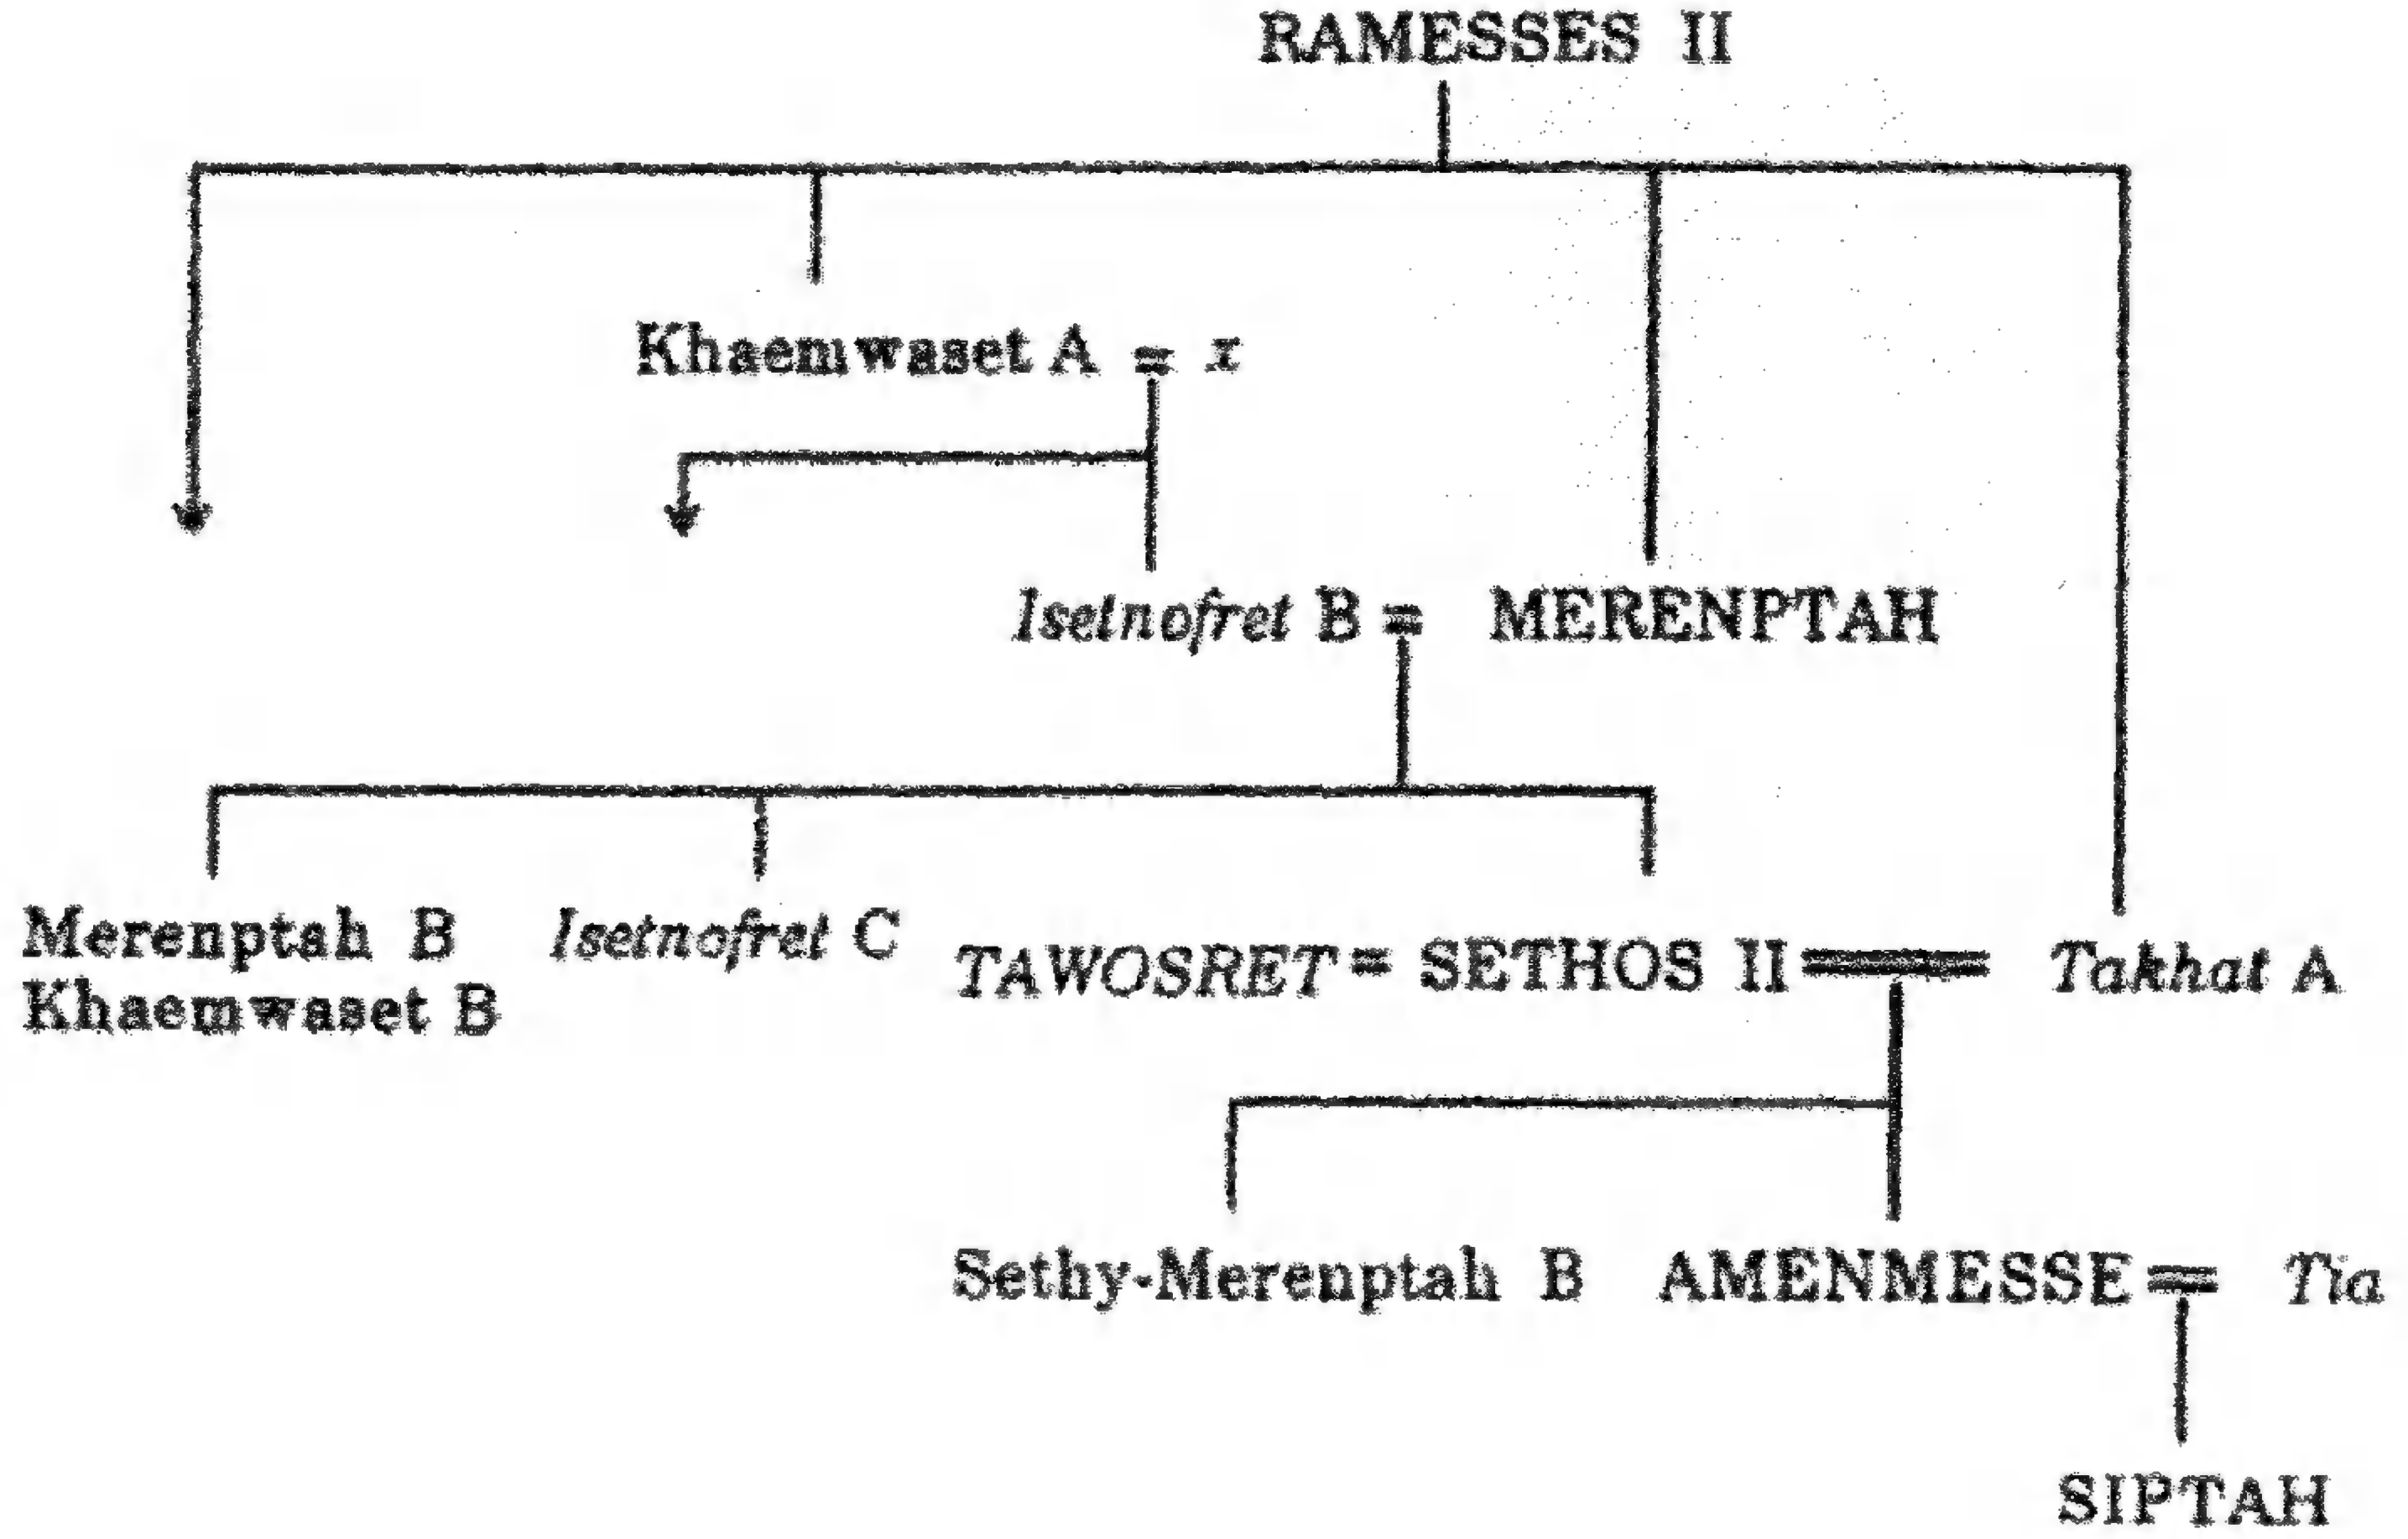 RAMESSES II
Khaemwaset A = x
Isetnofret B = MERENPTAH
Merenptah B Isetnofret C TAWOSRET = SETHOS II = Takhat A
Khaemwaset B
Sethy-Merenptah B AMENMESSE = Tia
SIPTAH